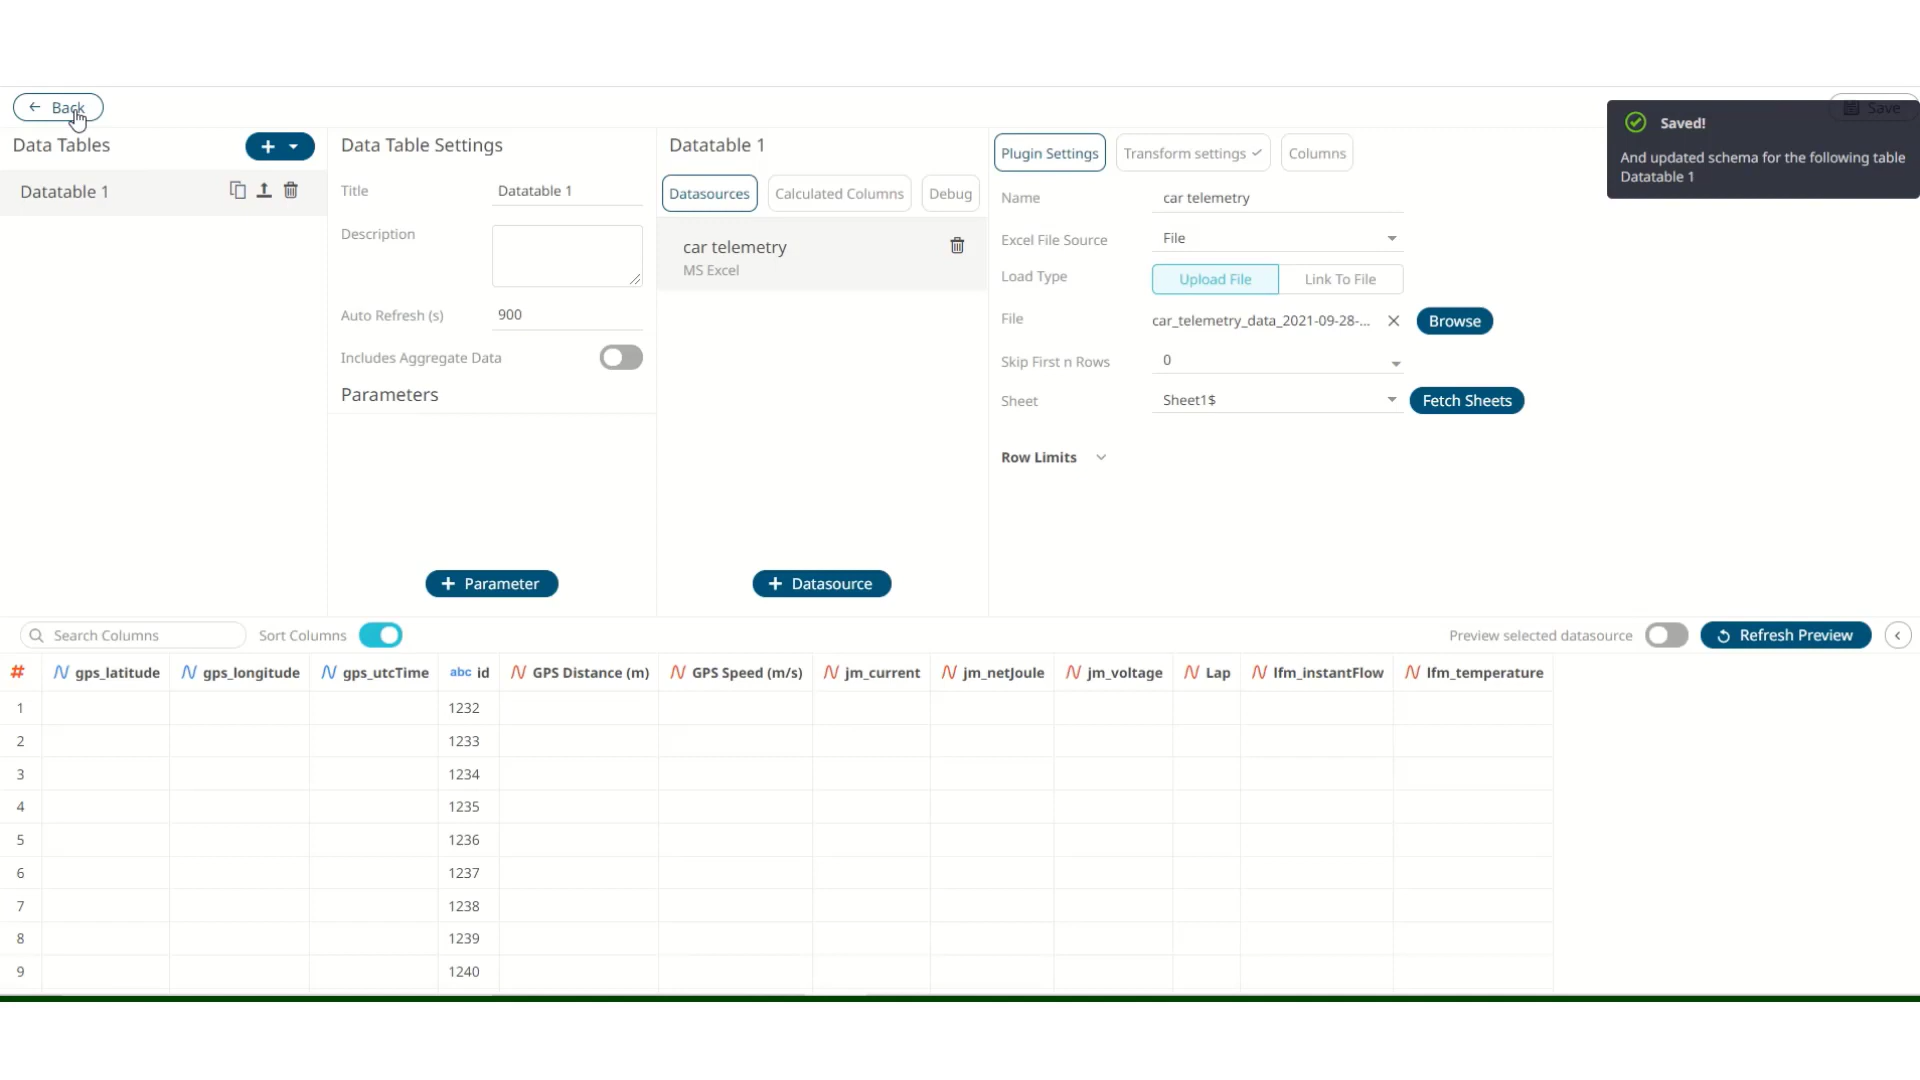 Back
Save
Saved!
And updated schema for the following table
Datatable 1
Data Tables
Datatable 1
Data Table Settings
Title
Datatable 1
Description
Auto Refresh (s)
900
Includes Aggregate Data
Parameters
+ Parameter
Datatable 1
Datasources
Calculated Columns
Debug
car telemetry
MS Excel
+ Datasource
Plugin Settings
Transform settings
Columns
Name
car telemetry
Excel File Source
File
Load Type
Upload File
Link To File
File
car_telemetry_data_2021-09-28-...
Browse
Skip First n Rows
0
Sheet
Sheet1$
Fetch Sheets
Row Limits
Search Columns
Sort Columns
Preview selected datasource
Refresh Preview
# gps_latitude gps_longitude gps_utcTime abc id GPS Distance (m) GPS Speed (m/s) jm_current jm_netJoule jm_voltage Lap lfm_instantFlow lfm_temperature
1 1232
2 1233
3 1234
4 1235
5 1236
6 1237
7 1238
8 1239
9 1240